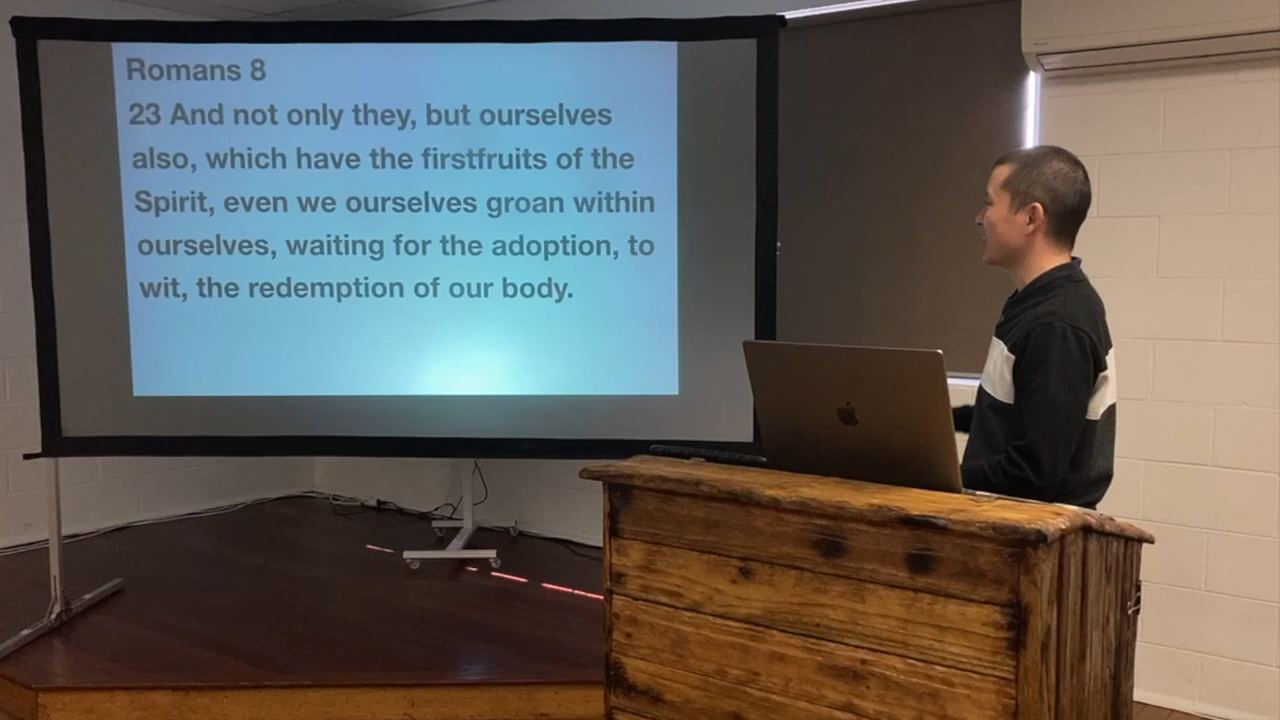 Romans 8
23 And not only they, but ourselves
also, which have the firstfruits of the
Spirit, even we ourselves groan within
ourselves, waiting for the adoption, to
wit, the redemption of our body.